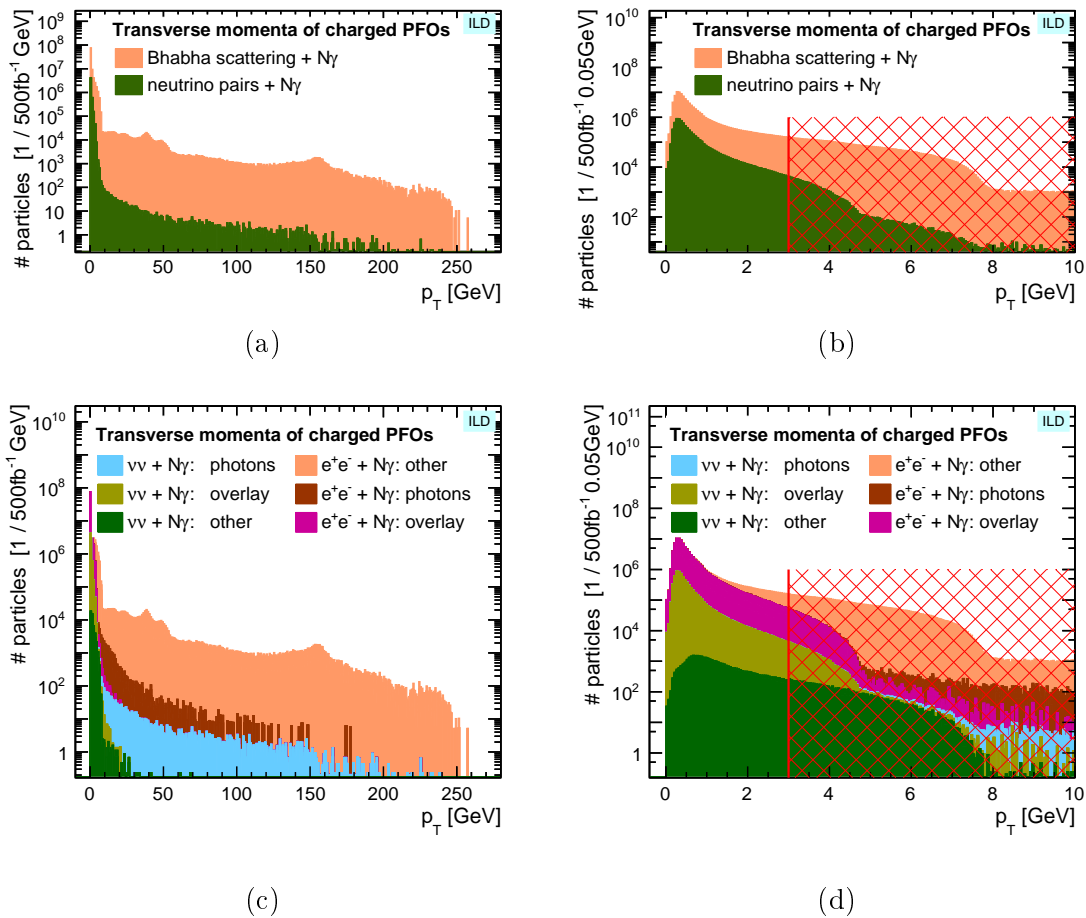 Transverse momenta of charged PFOs
ILD
Bhabha scattering + Nγ
neutrino pairs + Nγ
# particles [1 / 500fb⁻¹ GeV]
10⁹
10⁸
10⁷
10⁶
10⁵
10⁴
10³
10²
10
1
0 50 100 150 200 250
p_T [GeV]
(a)
Transverse momenta of charged PFOs
ILD
Bhabha scattering + Nγ
neutrino pairs + Nγ
# particles [1 / 500fb⁻¹ 0.05GeV]
10¹⁰
10⁸
10⁶
10⁴
10²
0 2 4 6 8 10
p_T [GeV]
(b)
Transverse momenta of charged PFOs
ILD
νν + Nγ: photons
e⁺e⁻ + Nγ: other
νν + Nγ: overlay
e⁺e⁻ + Nγ: photons
νν + Nγ: other
e⁺e⁻ + Nγ: overlay
# particles [1 / 500fb⁻¹ GeV]
10¹⁰
10⁸
10⁶
10⁴
10²
1
0 50 100 150 200 250
p_T [GeV]
(c)
Transverse momenta of charged PFOs
ILD
νν + Nγ: photons
e⁺e⁻ + Nγ: other
νν + Nγ: overlay
e⁺e⁻ + Nγ: photons
νν + Nγ: other
e⁺e⁻ + Nγ: overlay
# particles [1 / 500fb⁻¹ 0.05GeV]
10¹¹
10¹⁰
10⁸
10⁶
10⁴
10²
1
0 2 4 6 8 10
p_T [GeV]
(d)